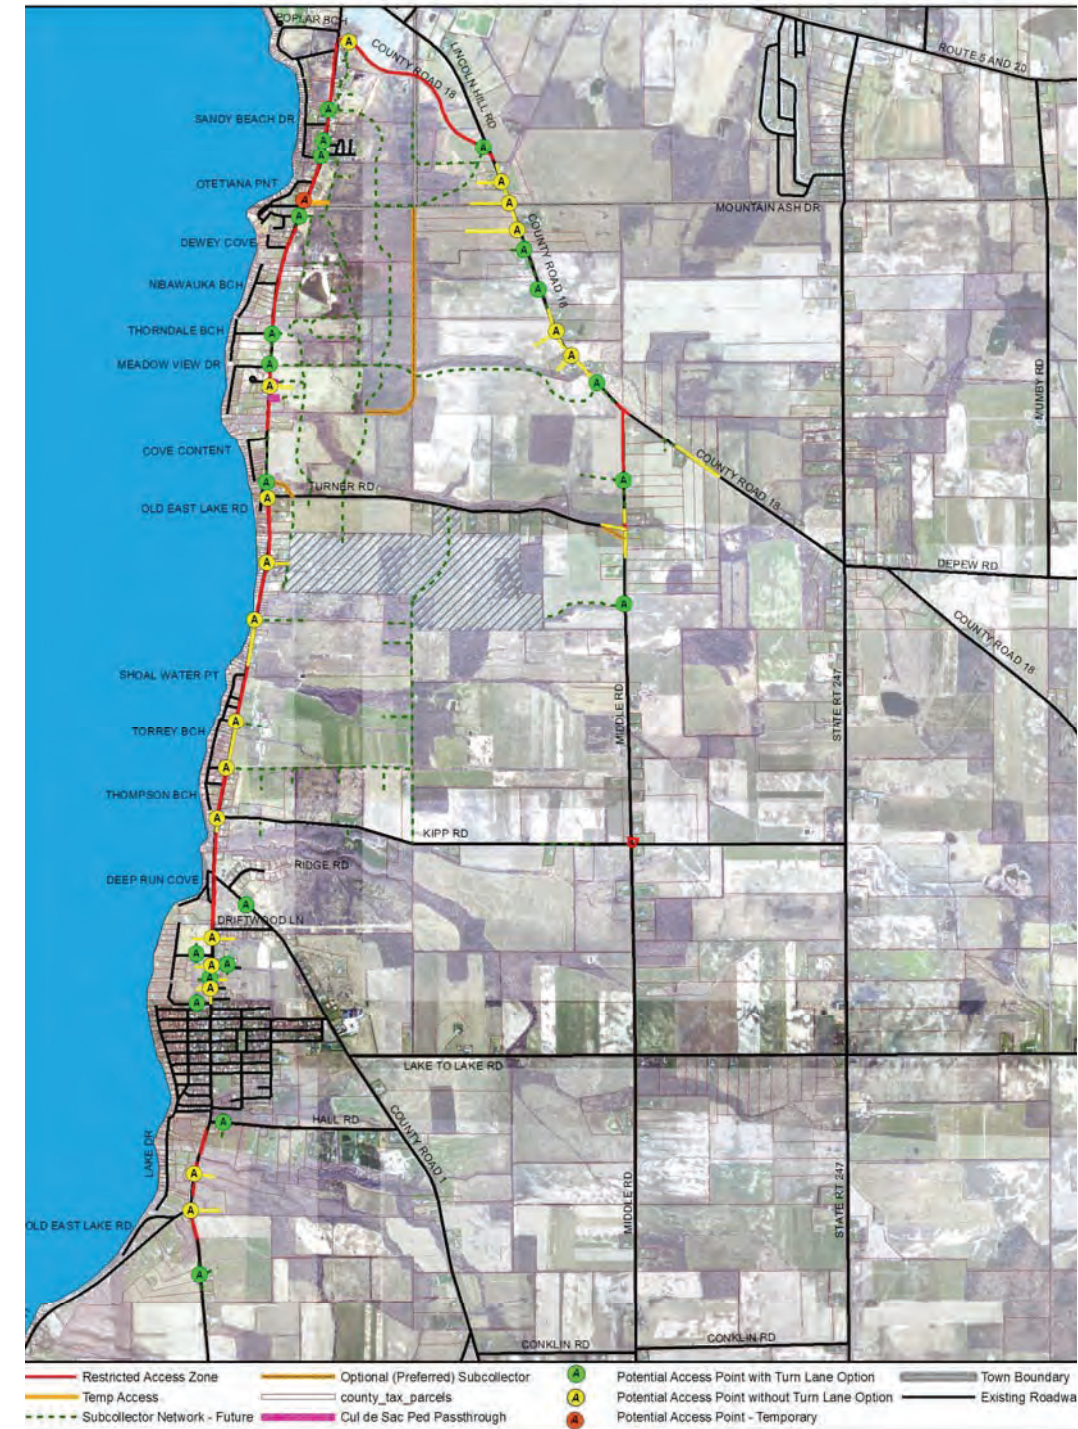 POPLAR BCH
COUNTY ROAD 18
LINCOLN HILL RD
ROUTE 5 AND 20
SANDY BEACH DR
OTETIANA PNT
MOUNTAIN ASH DR
DEWEY COVE
COUNTY ROAD 18
NIBAWAUKA BCH
THORNDALE BCH
MEADOW VIEW DR
MUMBY RD
COVE CONTENT
COUNTY ROAD 18
TURNER RD
OLD EAST LAKE RD
DEPEW RD
COUNTY ROAD 18
SHOAL WATER PT
MIDDLE RD
STATE RT 247
TORREY BCH
THOMPSON BCH
KIPP RD
RIDGE RD
DEEP RUN COVE
DRIFTWOOD LN
LAKE TO LAKE RD
HALL RD
COUNTY ROAD 1
LAKE DR
MIDDLE RD
STATE RT 247
OLD EAST LAKE RD
CONKLIN RD
CONKLIN RD
Restricted Access Zone
Optional (Preferred) Subcollector
A Potential Access Point with Turn Lane Option
Town Boundary
Temp Access
county_tax_parcels
A Potential Access Point without Turn Lane Option
Existing Roadwa
Subcollector Network - Future
Cul de Sac Ped Passthrough
A Potential Access Point - Temporary